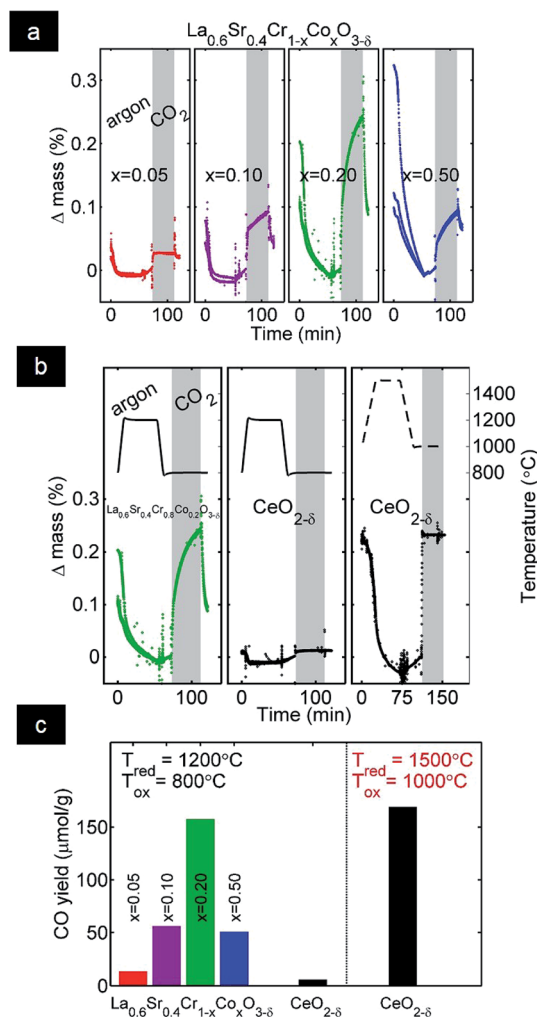 a
La0.6Sr0.4Cr1-xCoxO3-δ
argon
CO2
x=0.05
x=0.10
x=0.20
x=0.50
Δ mass (%)
0.3
0.2
0.1
0
0 100
0 100
0 100
0 100
Time (min)
Time (min)
b
argon
CO2
La0.6Sr0.4Cr0.8Co0.2O3-δ
CeO2-δ
CeO2-δ
Δ mass (%)
0.3
0.2
0.1
0
1400
1200
1000
800
Temperature (°C)
0 100
0 100
0 75 150
Time (min)
Time (min)
c
Tred = 1200°C
Tox = 800°C
Tred = 1500°C
Tox = 1000°C
CO yield (μmol/g)
150
100
50
0
x=0.05
x=0.10
x=0.20
x=0.50
La0.6Sr0.4Cr1-xCoxO3-δ
CeO2-δ
CeO2-δ